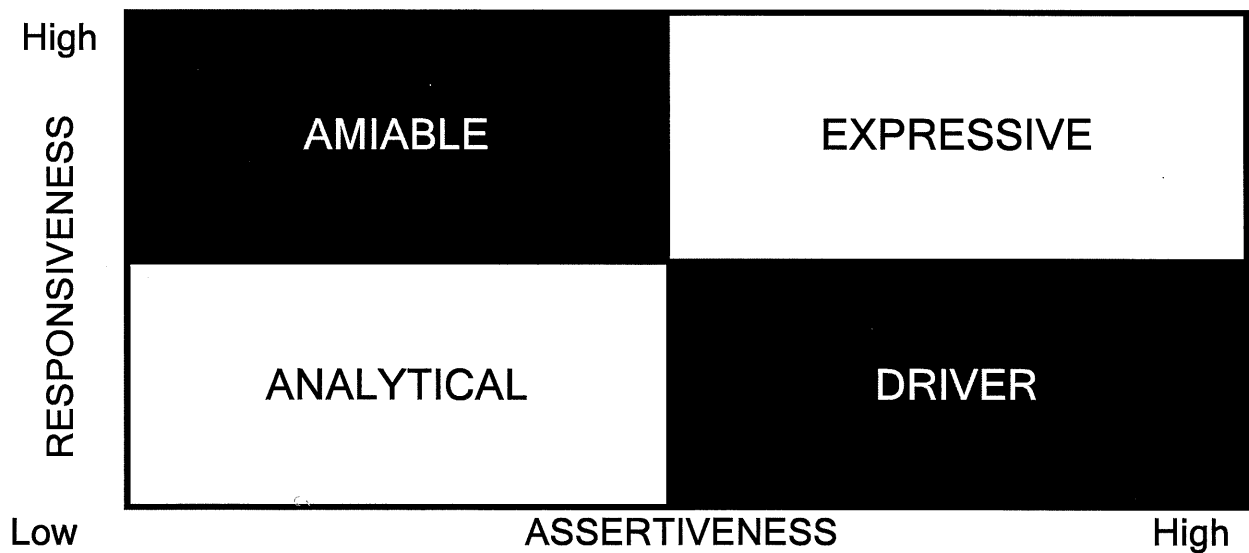 High
AMIABLE
EXPRESSIVE
RESPONSIVENESS
ANALYTICAL
DRIVER
Low
ASSERTIVENESS
High